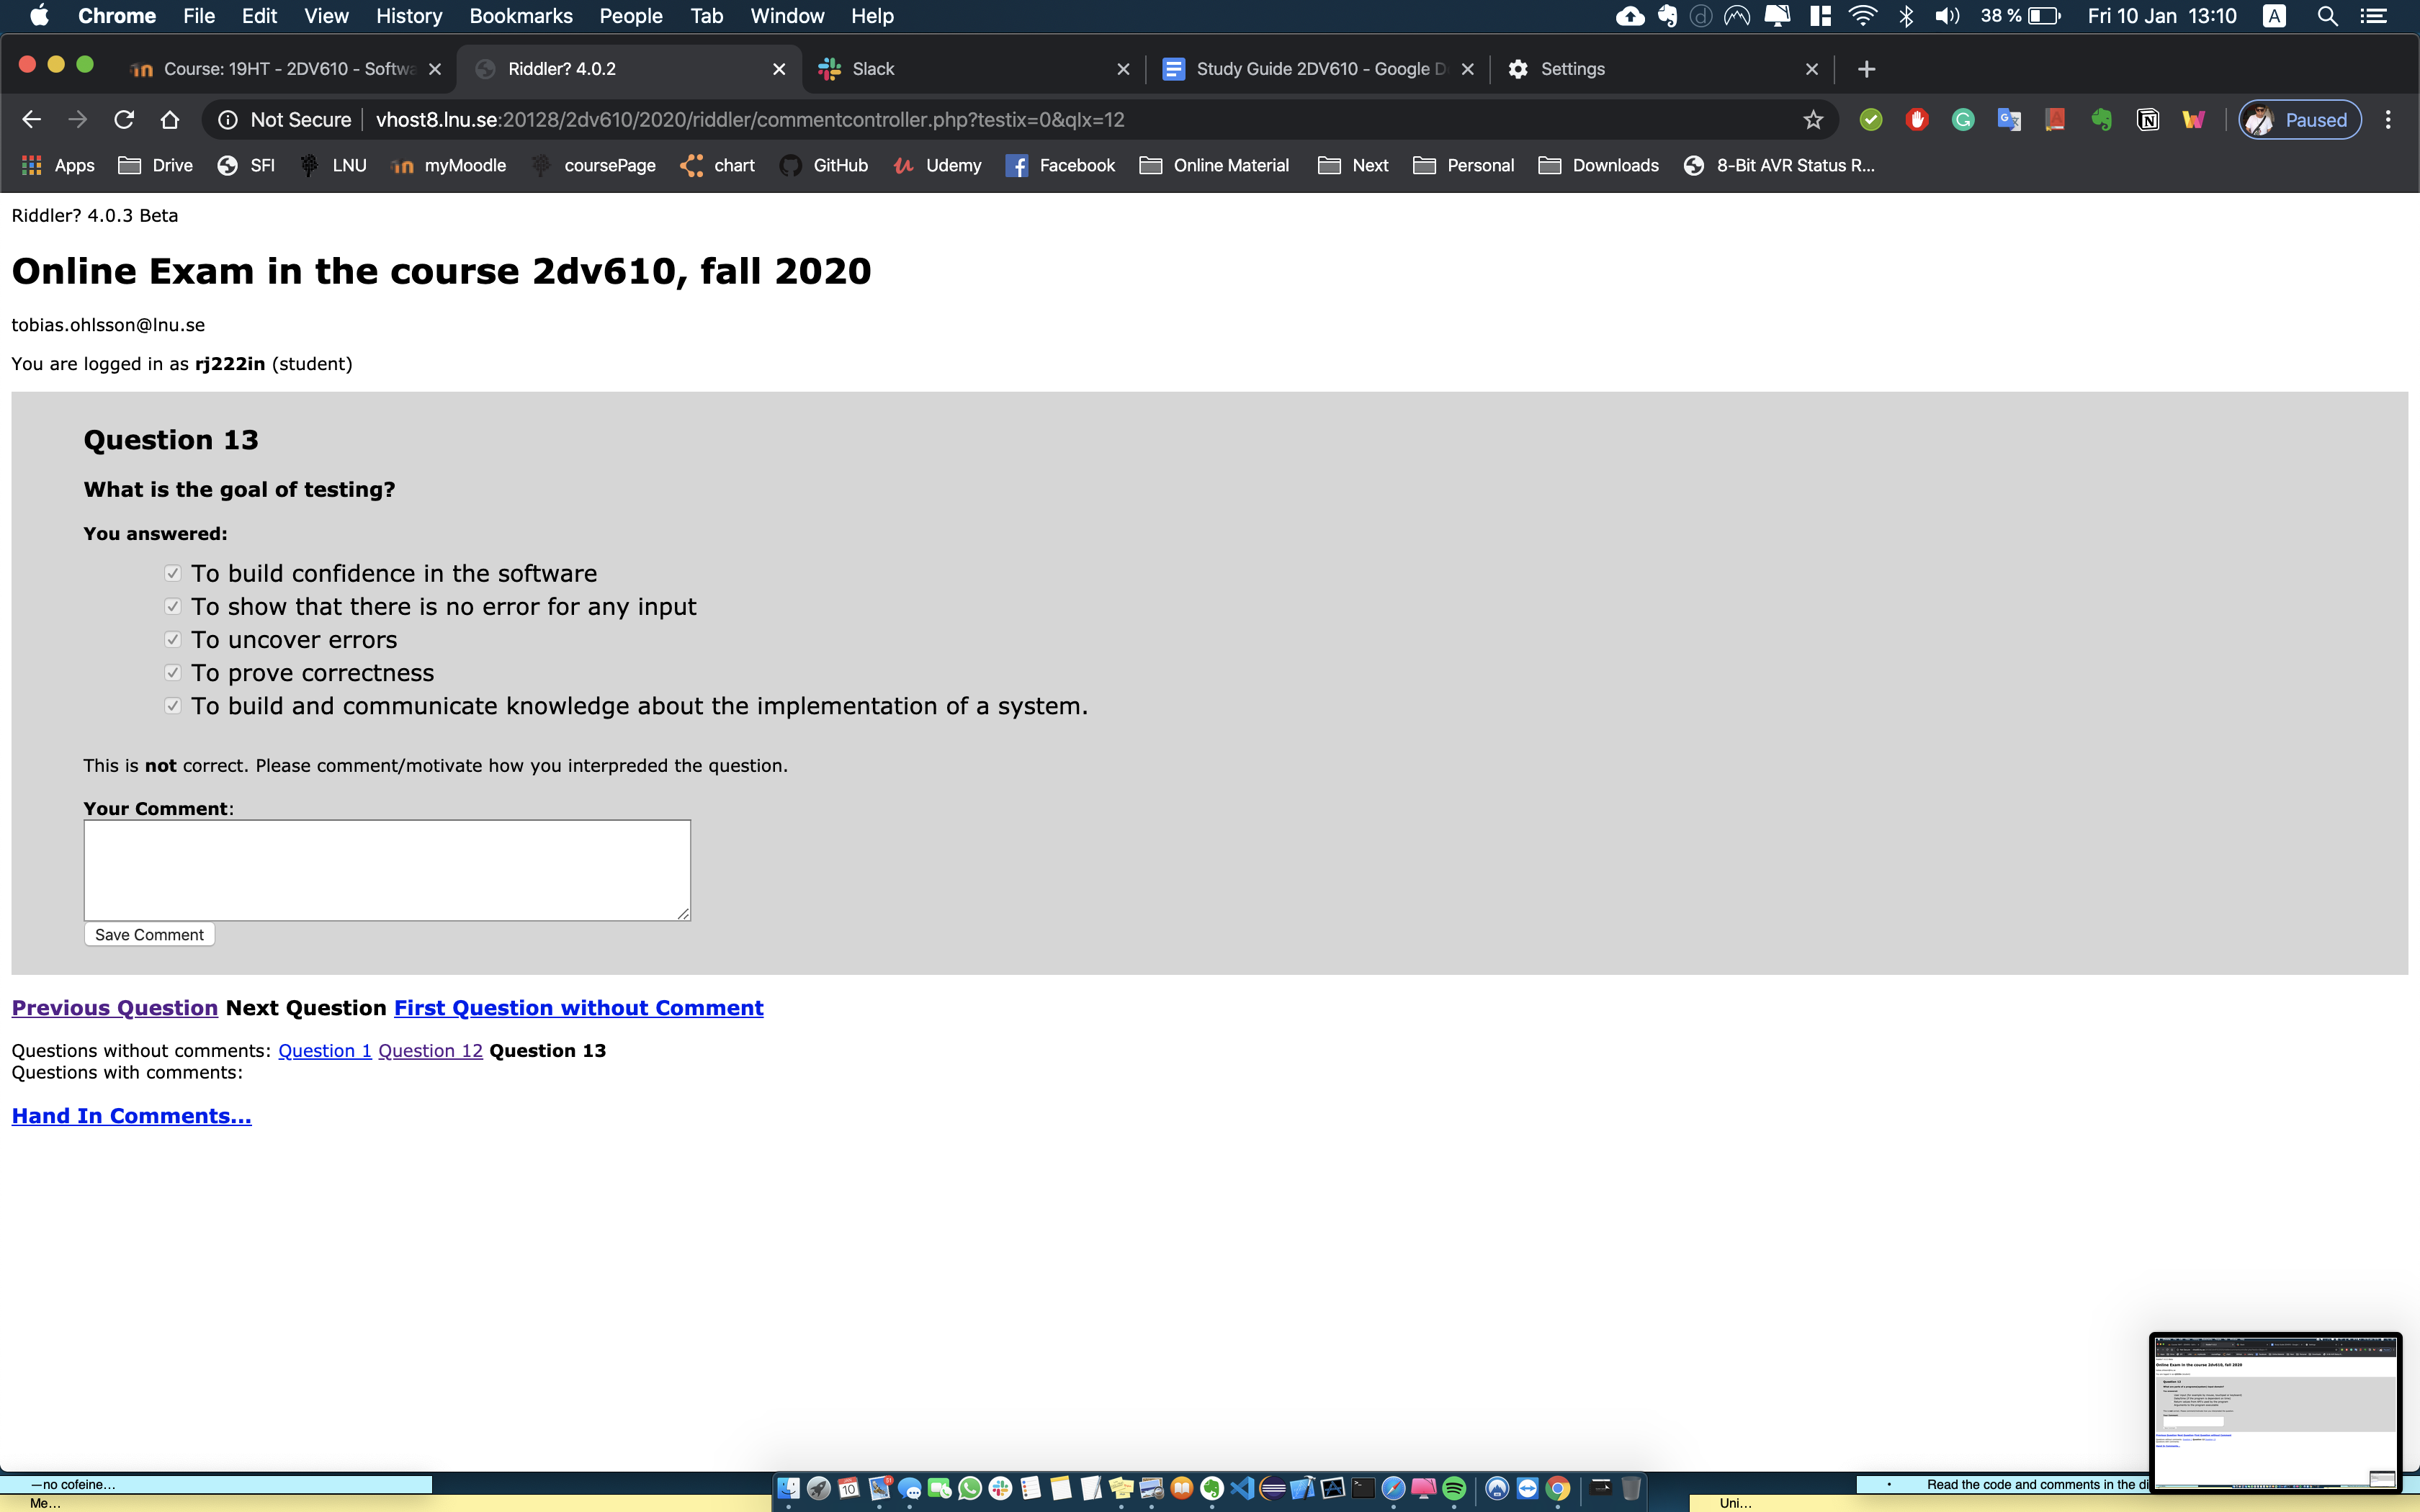 Chrome File Edit View History Bookmarks People Tab Window Help 38 % Fri 10 Jan 13:10 A
Course: 19HT - 2DV610 - Softwa Riddler? 4.0.2 Slack Study Guide 2DV610 - Google D Settings
Not Secure vhost8.lnu.se:20128/2dv610/2020/riddler/commentcontroller.php?testix=0&qIx=12 Paused
Apps Drive SFI LNU myMoodle coursePage chart GitHub Udemy Facebook Online Material Next Personal Downloads 8-Bit AVR Status R...
Riddler? 4.0.3 Beta
Online Exam in the course 2dv610, fall 2020
tobias.ohlsson@lnu.se
You are logged in as rj222in (student)
Question 13
What is the goal of testing?
You answered:
To build confidence in the software
To show that there is no error for any input
To uncover errors
To prove correctness
To build and communicate knowledge about the implementation of a system.
This is not correct. Please comment/motivate how you interpreded the question.
Your Comment:
Save Comment
Previous Question Next Question First Question without Comment
Questions without comments: Question 1 Question 12 Question 13
Questions with comments:
Hand In Comments...
—no cofeine... • Read the code and comments in the di
Me... Uni...